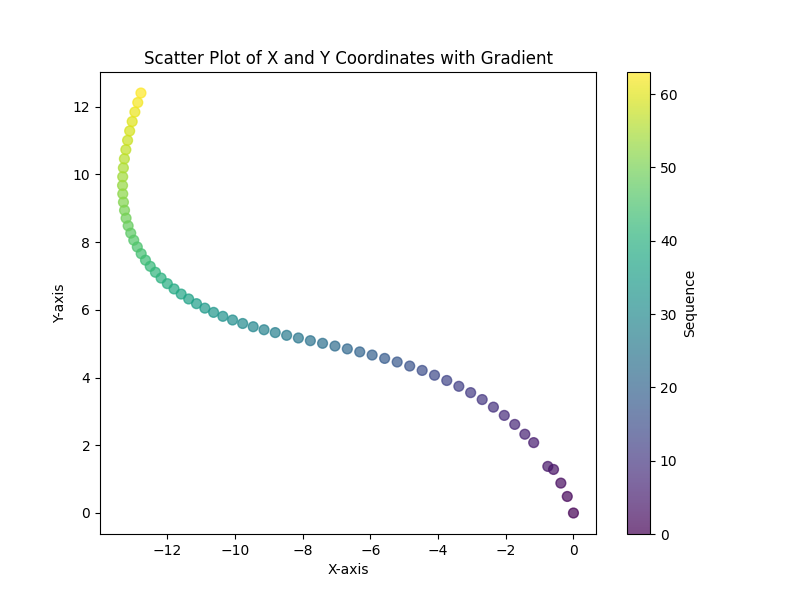 Scatter Plot of X and Y Coordinates with Gradient
12
10
8
6
4
2
0
Y-axis
−12 −10 −8 −6 −4 −2 0
X-axis
60
50
40
30
20
10
0
Sequence